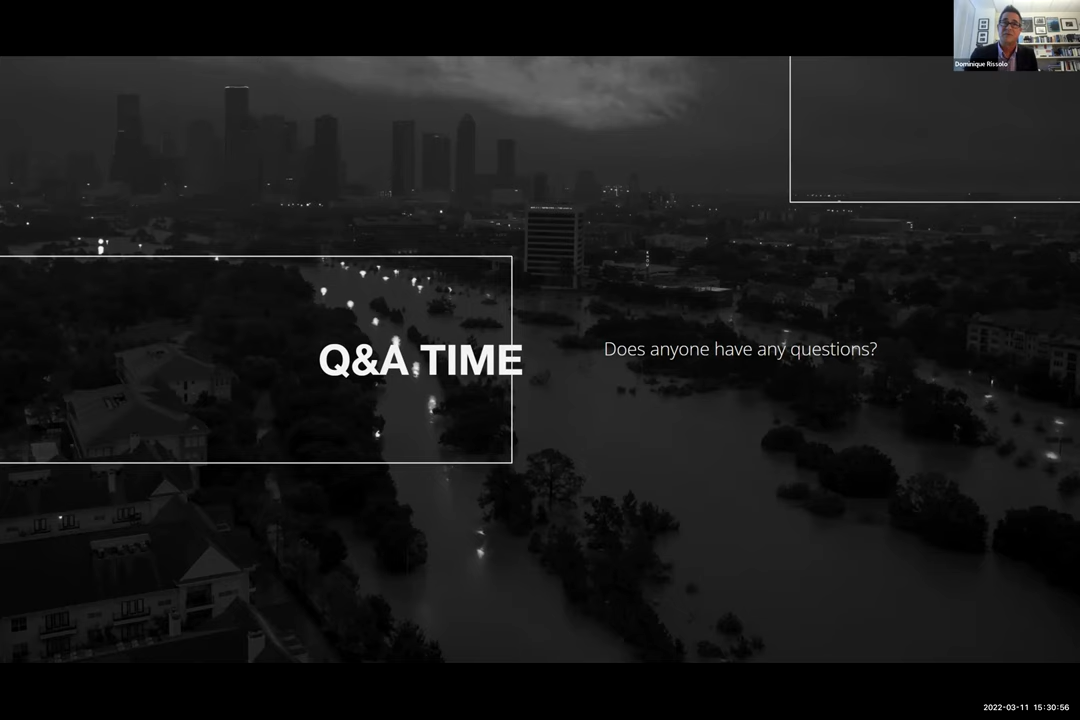 Dominique Rissolo
Q&A TIME
Does anyone have any questions?
2022-03-11 15:30:56